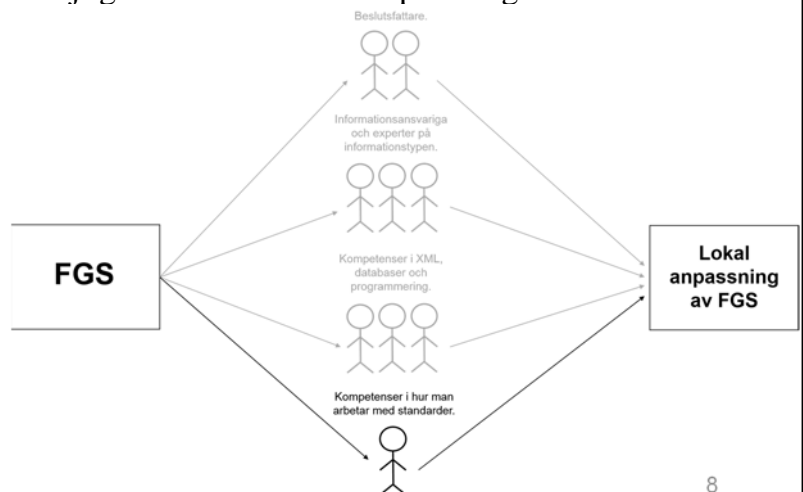 Beslutsfattare.
Informationsansvariga
och experter på
informationstypen.
FGS
Kompetenser i XML,
databaser och
programmering.
Lokal
anpassning
av FGS
Kompetenser i hur man
arbetar med standarder.
8